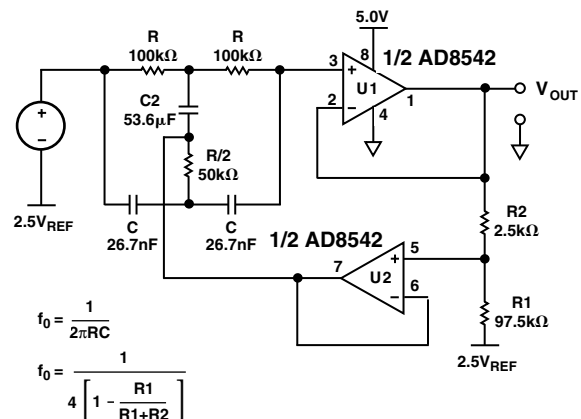 5.0V
R
100kΩ
R
100kΩ
1/2 AD8542
3
8
+
U1
2
−
4
1
V_OUT
C2
53.6μF
+
−
R/2
50kΩ
2.5V_REF
C
26.7nF
C
26.7nF
1/2 AD8542
R2
2.5kΩ
7
U2
+
5
−
6
R1
97.5kΩ
2.5V_REF
f₀ = 1 / 2πRC
f₀ = 1 / 4 [ 1 − R1 / R1+R2 ]